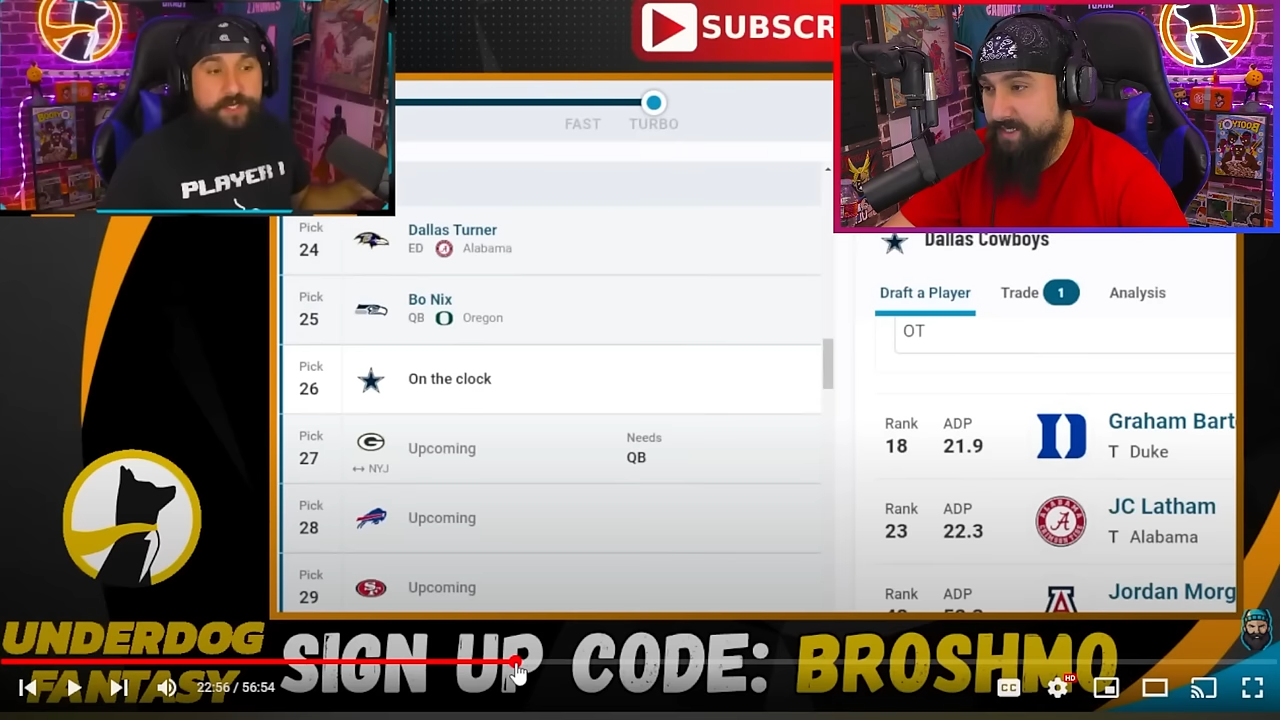 SUBSCR
PLAYER 1
FAST TURBO
Pick 24
Dallas Turner
ED Alabama
Pick 25
Bo Nix
QB Oregon
Pick 26
On the clock
Pick 27
↔ NYJ
Upcoming
Needs
QB
Pick 28
Upcoming
Pick 29
Upcoming
Dallas Cowboys
Draft a Player Trade 1 Analysis
OT
Rank 18
ADP 21.9
Graham Bart
T Duke
Rank 23
ADP 22.3
JC Latham
T Alabama
Rank
ADP
Jordan Morg
UNDERDOG
FANTASY
SIGN UP CODE: BROSHMO
22:56 / 56:54
CC
HD